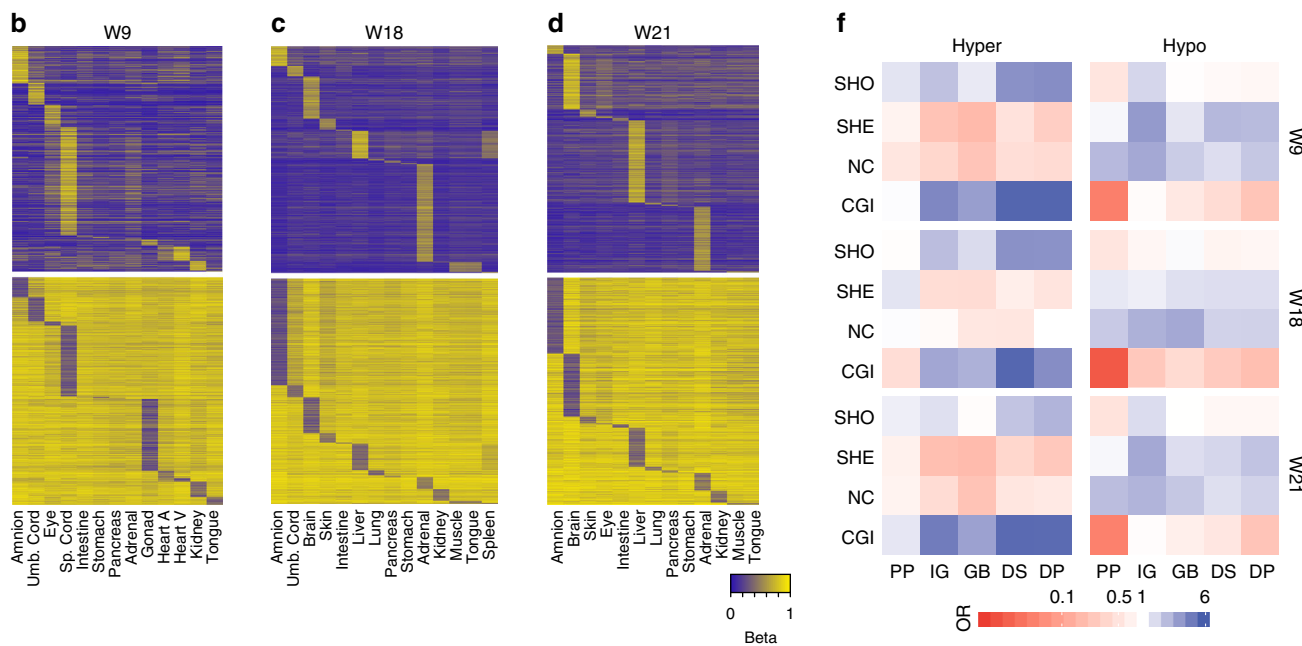 b
W9
c
W18
d
W21
f
Hyper
Hypo
SHO
SHE
NC
CGI
W9
SHO
SHE
NC
CGI
W18
SHO
SHE
NC
CGI
W21
PP IG GB DS DP
PP IG GB DS DP
OR
0.1 0.5 1 6
Amnion
Umb. Cord
Eye
Sp. Cord
Intestine
Stomach
Pancreas
Adrenal
Gonad
Heart A
Heart V
Kidney
Tongue
Amnion
Umb. Cord
Brain
Skin
Intestine
Liver
Lung
Pancreas
Stomach
Adrenal
Kidney
Muscle
Tongue
Spleen
Amnion
Brain
Skin
Eye
Intestine
Liver
Lung
Pancreas
Stomach
Adrenal
Kidney
Muscle
Tongue
0 1
Beta